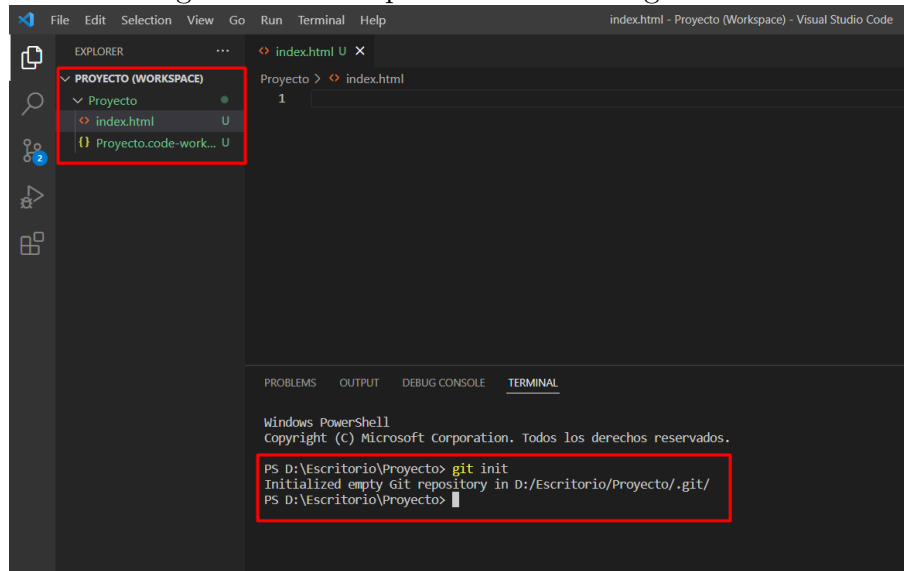 File Edit Selection View Go Run Terminal Help index.html - Proyecto (Workspace) - Visual Studio Code
EXPLORER ...
index.html U
PROYECTO (WORKSPACE)
Proyecto > <> index.html
Proyecto
1
<> index.html U
{} Proyecto.code-work... U
2
PROBLEMS OUTPUT DEBUG CONSOLE TERMINAL
Windows PowerShell
Copyright (C) Microsoft Corporation. Todos los derechos reservados.
PS D:\Escritorio\Proyecto> git init
Initialized empty Git repository in D:/Escritorio/Proyecto/.git/
PS D:\Escritorio\Proyecto>